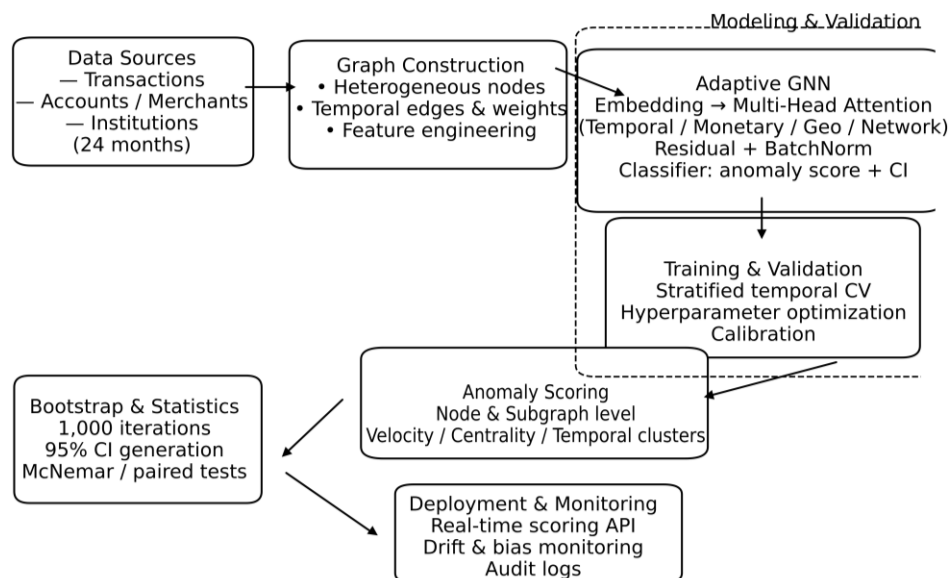 Modeling & Validation
Data Sources
— Transactions
— Accounts / Merchants
— Institutions
(24 months)
Graph Construction
• Heterogeneous nodes
• Temporal edges & weights
• Feature engineering
Adaptive GNN
Embedding → Multi-Head Attention
(Temporal / Monetary / Geo / Network)
Residual + BatchNorm
Classifier: anomaly score + CI
Training & Validation
Stratified temporal CV
Hyperparameter optimization
Calibration
Anomaly Scoring
Node & Subgraph level
Velocity / Centrality / Temporal clusters
Bootstrap & Statistics
1,000 iterations
95% CI generation
McNemar / paired tests
Deployment & Monitoring
Real-time scoring API
Drift & bias monitoring
Audit logs